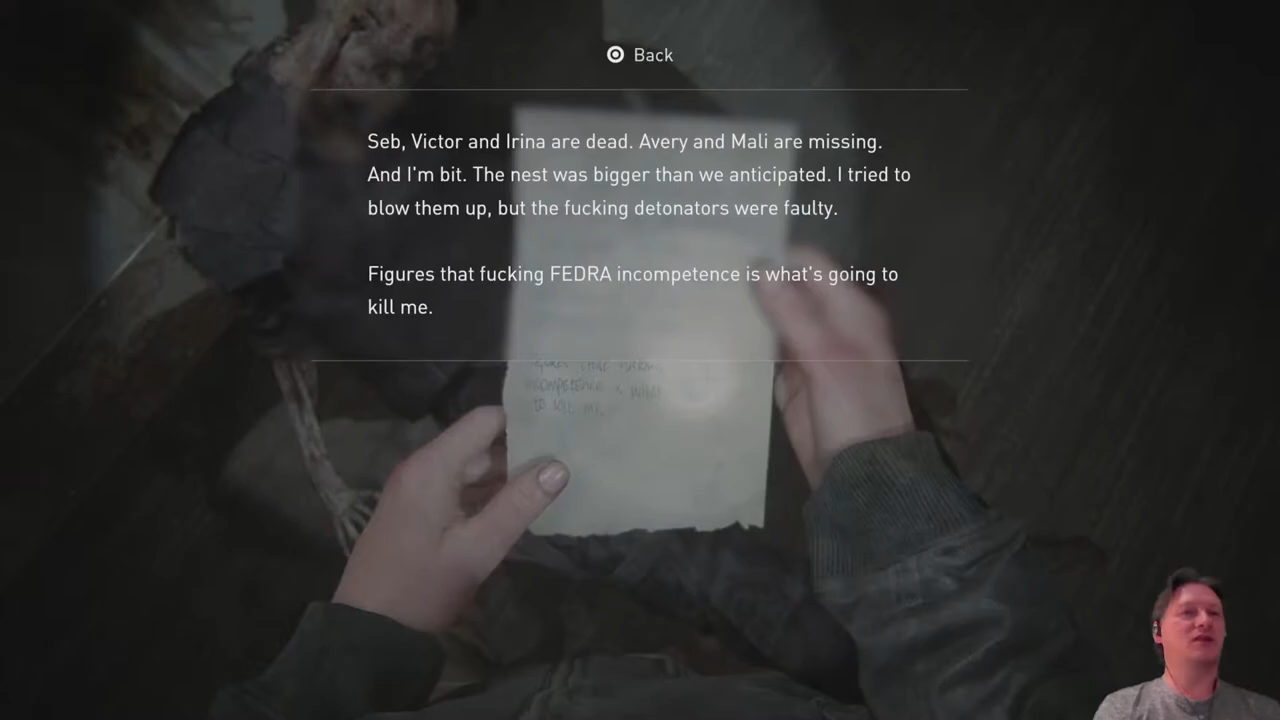 Back
Seb, Victor and Irina are dead. Avery and Mali are missing.
And I'm bit. The nest was bigger than we anticipated. I tried to
blow them up, but the fucking detonators were faulty.
Figures that fucking FEDRA incompetence is what's going to
kill me.